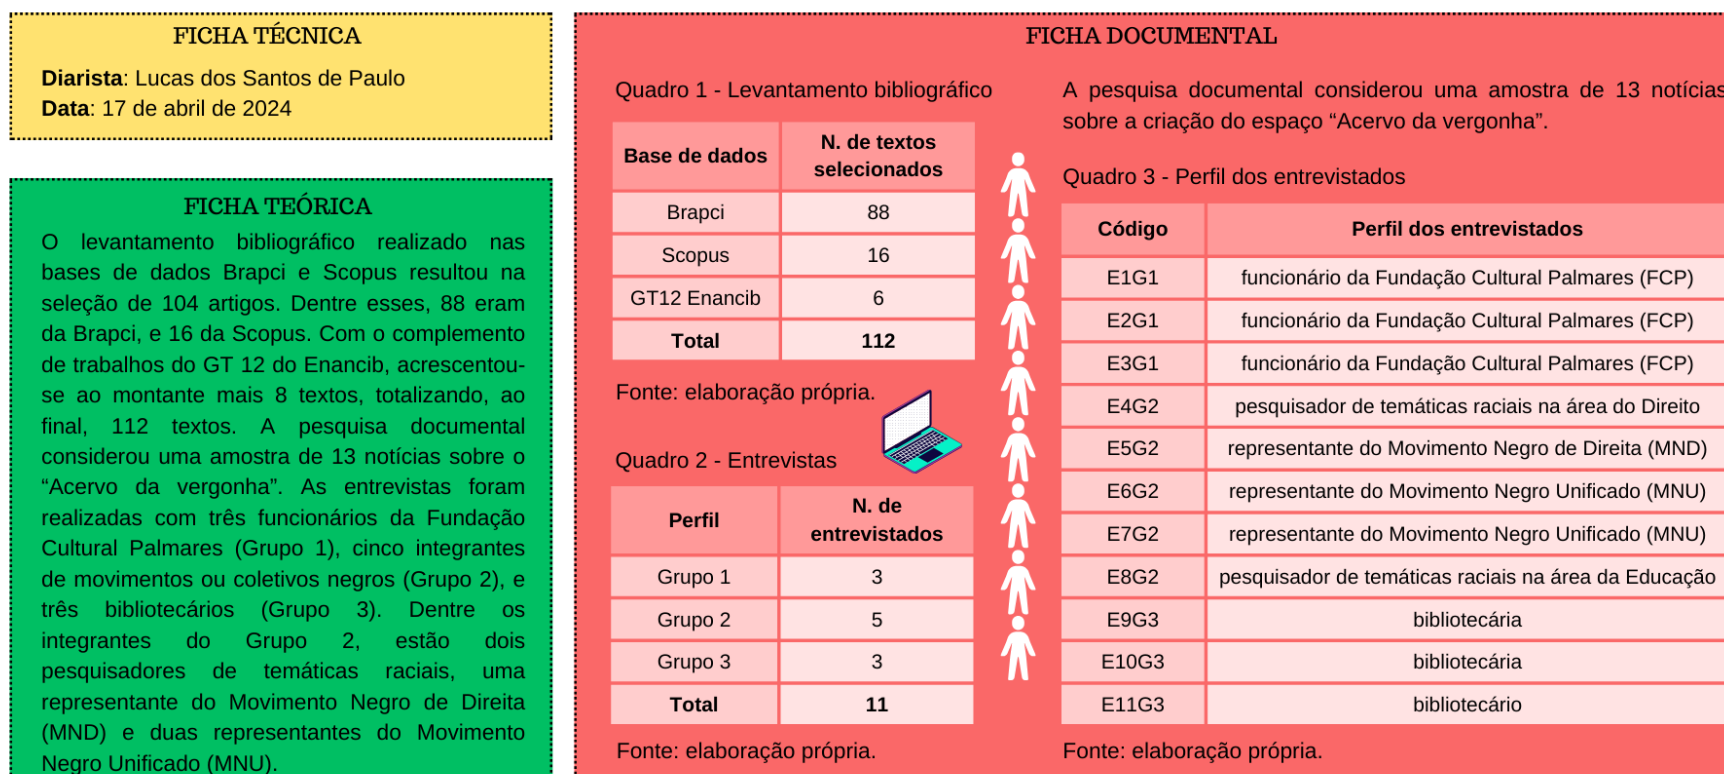 FICHA TÉCNICA
Diarista: Lucas dos Santos de Paulo
Data: 17 de abril de 2024
FICHA TEÓRICA
O levantamento bibliográfico realizado nas
bases de dados Brapci e Scopus resultou na
seleção de 104 artigos. Dentre esses, 88 eram
da Brapci, e 16 da Scopus. Com o complemento
de trabalhos do GT 12 do Enancib, acrescentou-
se ao montante mais 8 textos, totalizando, ao
final, 112 textos. A pesquisa documental
considerou uma amostra de 13 notícias sobre o
“Acervo da vergonha”. As entrevistas foram
realizadas com três funcionários da Fundação
Cultural Palmares (Grupo 1), cinco integrantes
de movimentos ou coletivos negros (Grupo 2), e
três bibliotecários (Grupo 3). Dentre os
integrantes do Grupo 2, estão dois
pesquisadores de temáticas raciais, uma
representante do Movimento Negro de Direita
(MND) e duas representantes do Movimento
Negro Unificado (MNU).
FICHA DOCUMENTAL
Quadro 1 - Levantamento bibliográfico
Base de dados N. de textos selecionados
Brapci 88
Scopus 16
GT12 Enancib 6
Total 112
Fonte: elaboração própria.
Quadro 2 - Entrevistas
Perfil N. de entrevistados
Grupo 1 3
Grupo 2 5
Grupo 3 3
Total 11
Fonte: elaboração própria.
A pesquisa documental considerou uma amostra de 13 notícias
sobre a criação do espaço “Acervo da vergonha”.
Quadro 3 - Perfil dos entrevistados
Código Perfil dos entrevistados
E1G1 funcionário da Fundação Cultural Palmares (FCP)
E2G1 funcionário da Fundação Cultural Palmares (FCP)
E3G1 funcionário da Fundação Cultural Palmares (FCP)
E4G2 pesquisador de temáticas raciais na área do Direito
E5G2 representante do Movimento Negro de Direita (MND)
E6G2 representante do Movimento Negro Unificado (MNU)
E7G2 representante do Movimento Negro Unificado (MNU)
E8G2 pesquisador de temáticas raciais na área da Educação
E9G3 bibliotecária
E10G3 bibliotecária
E11G3 bibliotecário
Fonte: elaboração própria.